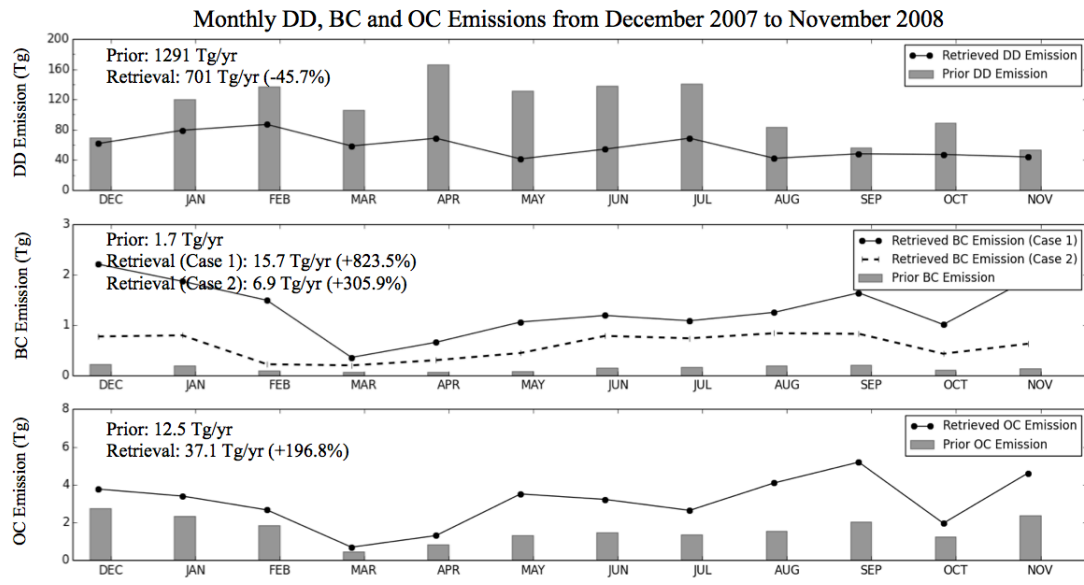 Monthly DD, BC and OC Emissions from December 2007 to November 2008
DD Emission (Tg)
200
160
120
80
40
0
Prior: 1291 Tg/yr
Retrieval: 701 Tg/yr (-45.7%)
Retrieved DD Emission
Prior DD Emission
DEC JAN FEB MAR APR MAY JUN JUL AUG SEP OCT NOV
BC Emission (Tg)
3
2
1
0
Prior: 1.7 Tg/yr
Retrieval (Case 1): 15.7 Tg/yr (+823.5%)
Retrieval (Case 2): 6.9 Tg/yr (+305.9%)
Retrieved BC Emission (Case 1)
Retrieved BC Emission (Case 2)
Prior BC Emission
DEC JAN FEB MAR APR MAY JUN JUL AUG SEP OCT NOV
OC Emission (Tg)
8
6
4
2
0
Prior: 12.5 Tg/yr
Retrieval: 37.1 Tg/yr (+196.8%)
Retrieved OC Emission
Prior OC Emission
DEC JAN FEB MAR APR MAY JUN JUL AUG SEP OCT NOV